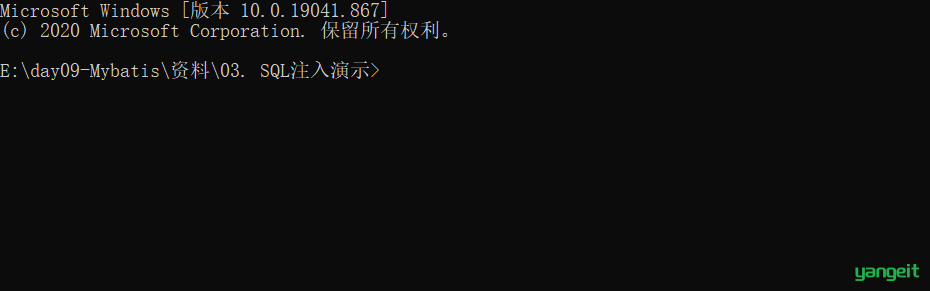 Microsoft Windows [版本 10.0.19041.867]
(c) 2020 Microsoft Corporation. 保留所有权利。
E:\day09-Mybatis\资料\03. SQL注入演示>
yangeit